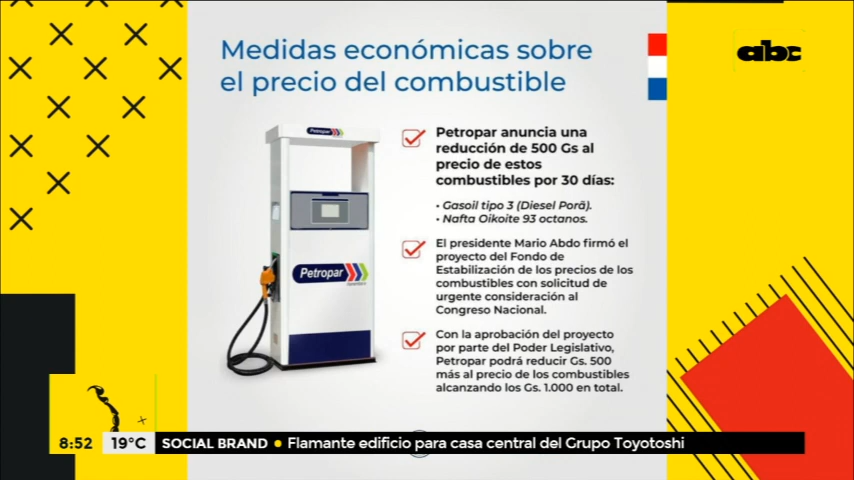 Medidas económicas sobre
el precio del combustible
abc
Petropar
Petropar anuncia una
reducción de 500 Gs al
precio de estos
combustibles por 30 días:
• Gasoil tipo 3 (Diesel Porã).
• Nafta Oikoite 93 octanos.
El presidente Mario Abdo firmó el
proyecto del Fondo de
Estabilización de los precios de los
combustibles con solicitud de
urgente consideración al
Congreso Nacional.
Petropar
Con la aprobación del proyecto
por parte del Poder Legislativo,
Petropar podrá reducir Gs. 500
más al precio de los combustibles
alcanzando los Gs. 1.000 en total.
8:52 19°C SOCIAL BRAND • Flamante edificio para casa central del Grupo Toyotoshi